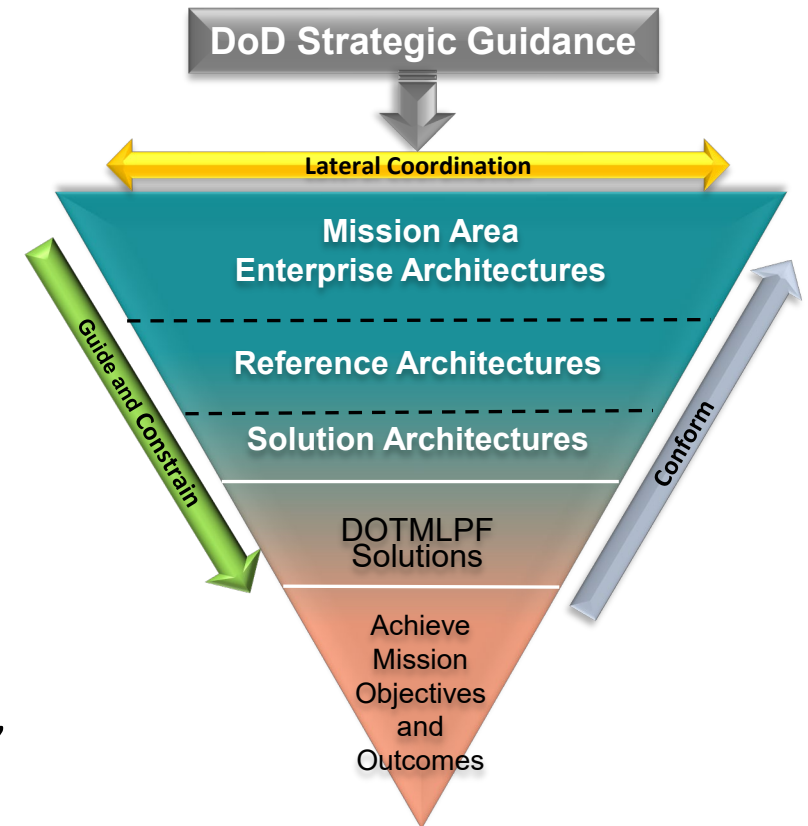 DoD Strategic Guidance
Lateral Coordination
Mission Area
Enterprise Architectures
Reference Architectures
Solution Architectures
Guide and Constrain
Conform
DOTMLPF
Solutions
Achieve
Mission
Objectives
and
Outcomes
,